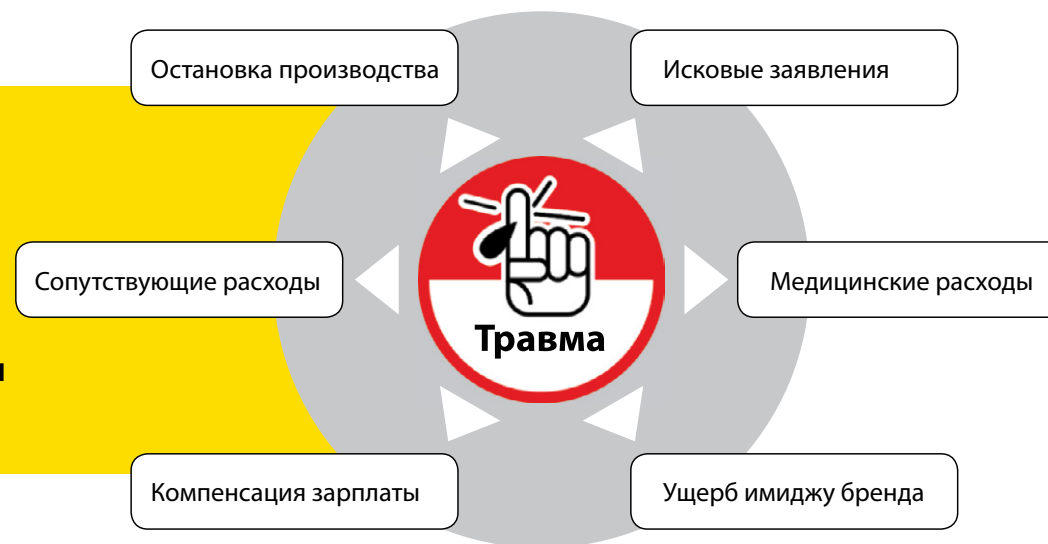 Остановка производства
Исковые заявления
Сопутствующие расходы
Медицинские расходы
Травма
Компенсация зарплаты
Ущерб имиджу бренда